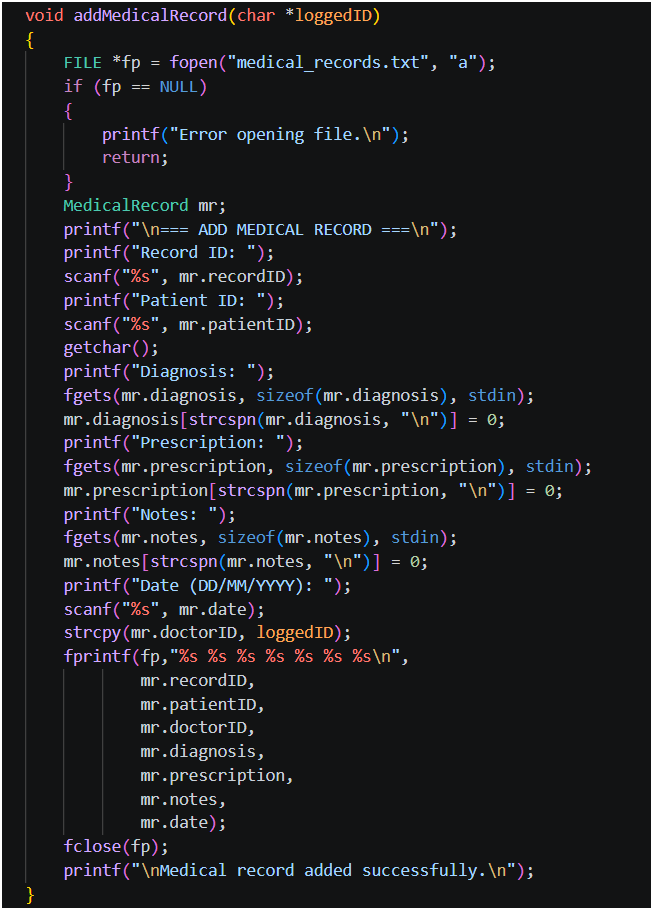 void addMedicalRecord(char *loggedID)
{
    FILE *fp = fopen("medical_records.txt", "a");
    if (fp == NULL)
    {
        printf("Error opening file.\n");
        return;
    }
    MedicalRecord mr;
    printf("\n=== ADD MEDICAL RECORD ===\n");
    printf("Record ID: ");
    scanf("%s", mr.recordID);
    printf("Patient ID: ");
    scanf("%s", mr.patientID);
    getchar();
    printf("Diagnosis: ");
    fgets(mr.diagnosis, sizeof(mr.diagnosis), stdin);
    mr.diagnosis[strcspn(mr.diagnosis, "\n")] = 0;
    printf("Prescription: ");
    fgets(mr.prescription, sizeof(mr.prescription), stdin);
    mr.prescription[strcspn(mr.prescription, "\n")] = 0;
    printf("Notes: ");
    fgets(mr.notes, sizeof(mr.notes), stdin);
    mr.notes[strcspn(mr.notes, "\n")] = 0;
    printf("Date (DD/MM/YYYY): ");
    scanf("%s", mr.date);
    strcpy(mr.doctorID, loggedID);
    fprintf(fp,"%s %s %s %s %s %s %s\n",
            mr.recordID,
            mr.patientID,
            mr.doctorID,
            mr.diagnosis,
            mr.prescription,
            mr.notes,
            mr.date);
    fclose(fp);
    printf("\nMedical record added successfully.\n");
}